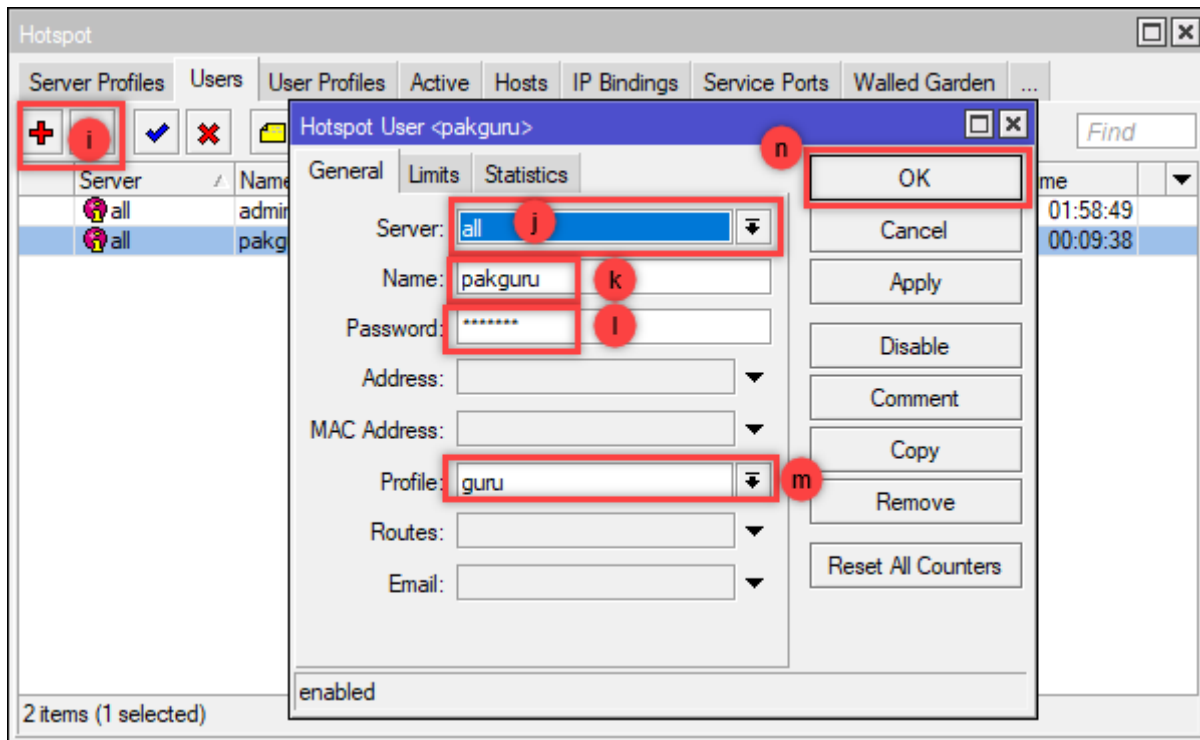 Hotspot
Server Profiles Users User Profiles Active Hosts IP Bindings Service Ports Walled Garden ...
i Find
Server Name me
all admin 01:58:49
all pakg 00:09:38
Hotspot User <pakguru>
General Limits Statistics
Server: all j
Name: pakguru k
Password: ******* l
Address:
MAC Address:
Profile: guru m
Routes:
Email:
n OK
Cancel
Apply
Disable
Comment
Copy
Remove
Reset All Counters
enabled
2 items (1 selected)